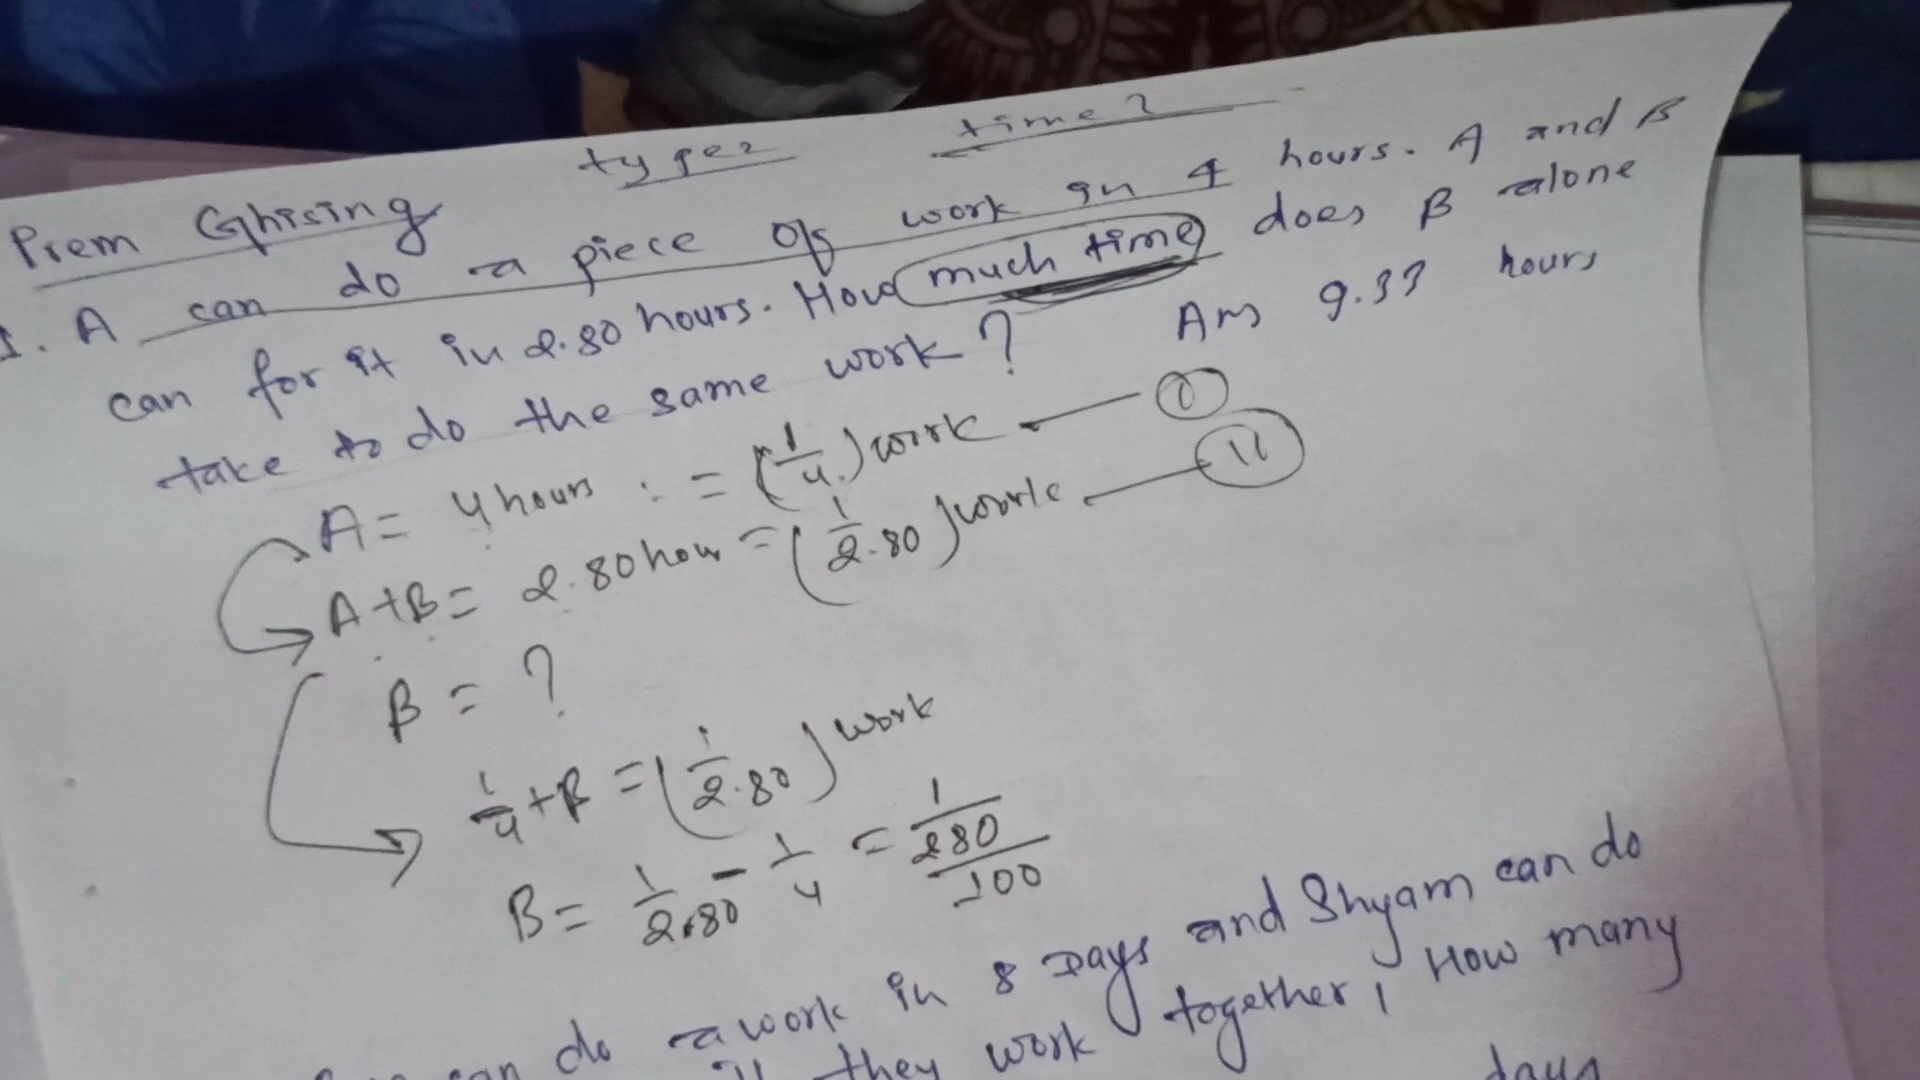 type2 time?
Prem Ghising
1. A can do a piece of work in 4 hours. A and B
can for it in 2.80 hours. How much time does B alone
take to do the same work? Ans 9.33 hours
A = 4 hours : = (1/4) work — (I)
A+B = 2.80 hour = (1/2.80) work — (II)
B = ?
1/4 + B = (1/2.80) work
B = 1/2.80 - 1/4 = 1/(280/100)
can do a work in 8 Days and Shyam can do
they work together, How many
days